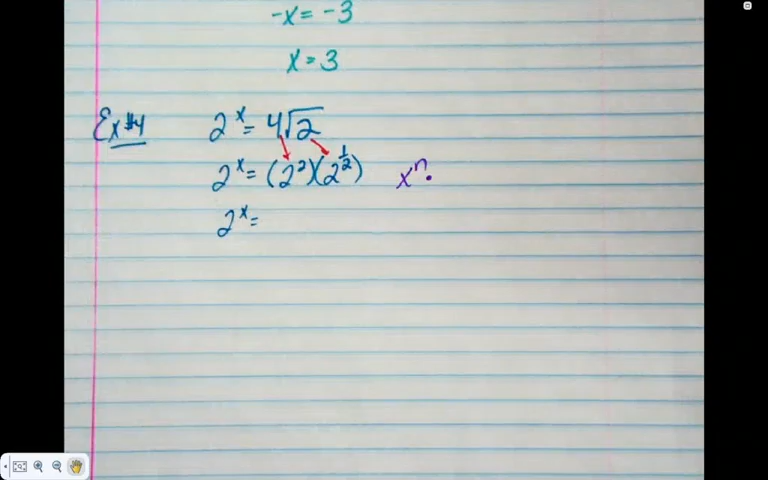 -x = -3
x = 3
Ex #4 2^x = 4√2
2^x = (2^2)(2^{1/2}) x^n ·
2^x =